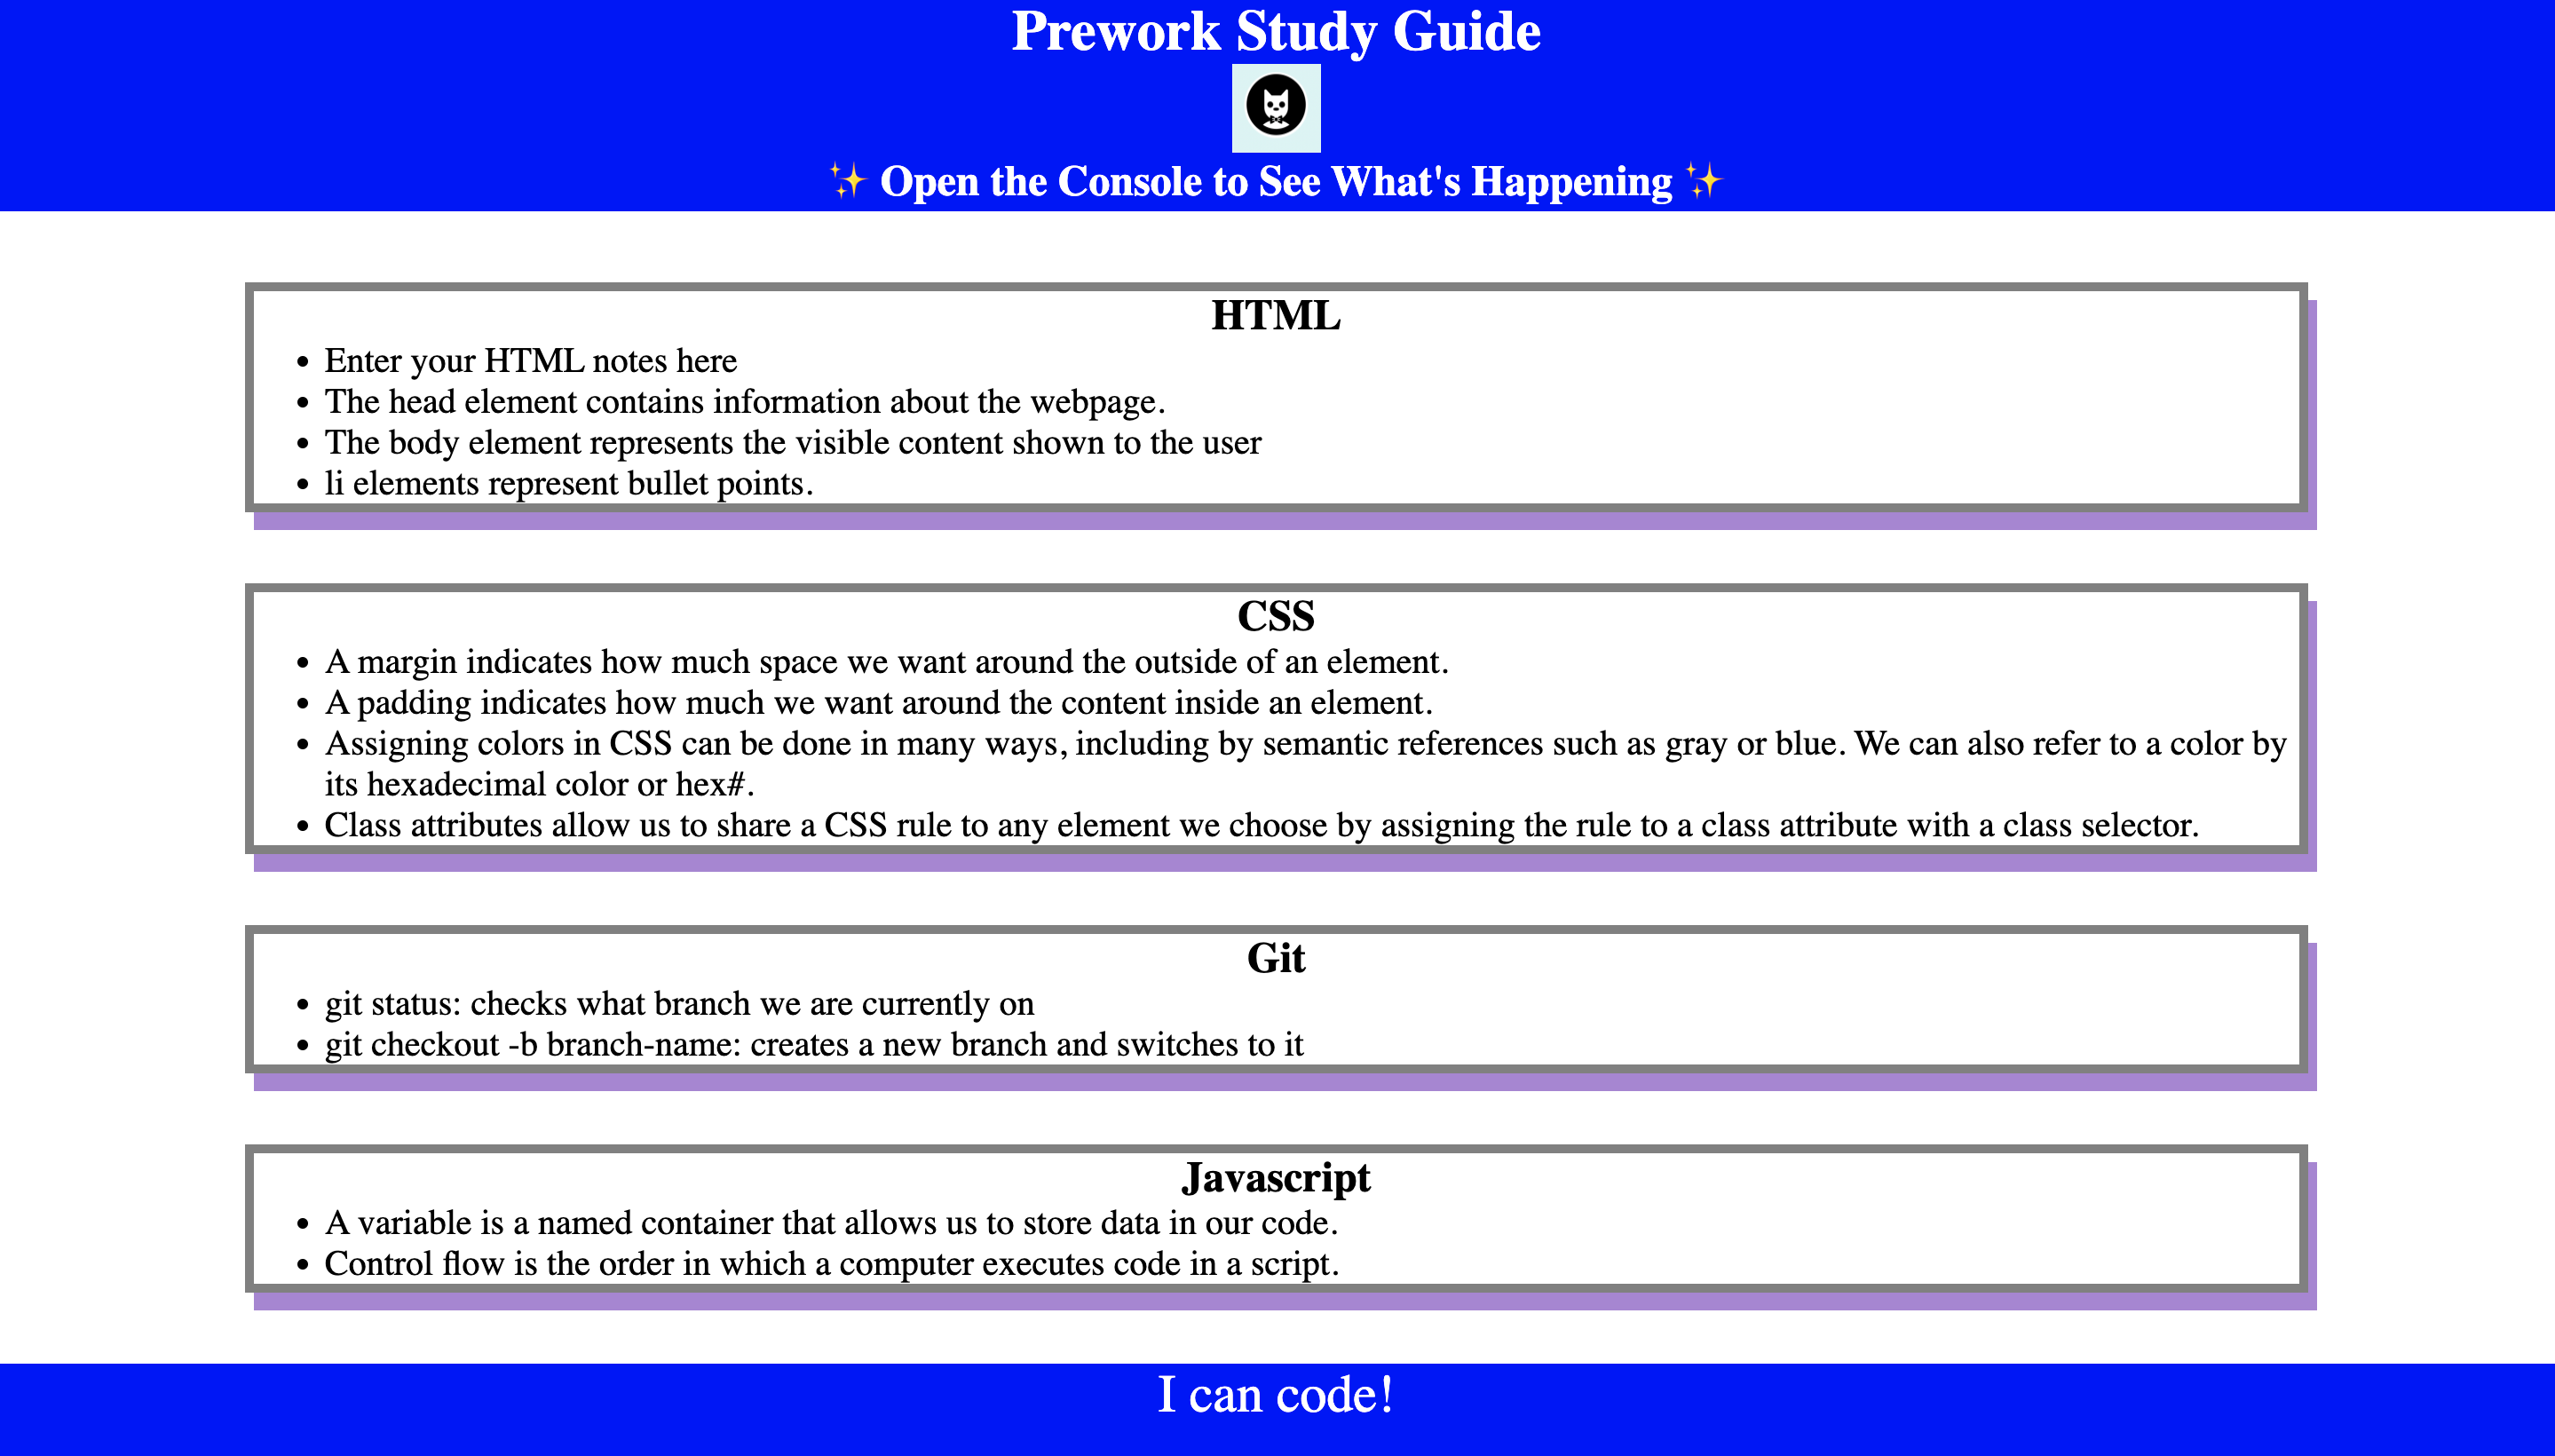 Prework Study Guide
✨ Open the Console to See What's Happening ✨
HTML
• Enter your HTML notes here
• The head element contains information about the webpage.
• The body element represents the visible content shown to the user
• li elements represent bullet points.
CSS
• A margin indicates how much space we want around the outside of an element.
• A padding indicates how much we want around the content inside an element.
• Assigning colors in CSS can be done in many ways, including by semantic references such as gray or blue. We can also refer to a color by
its hexadecimal color or hex#.
• Class attributes allow us to share a CSS rule to any element we choose by assigning the rule to a class attribute with a class selector.
Git
• git status: checks what branch we are currently on
• git checkout -b branch-name: creates a new branch and switches to it
Javascript
• A variable is a named container that allows us to store data in our code.
• Control flow is the order in which a computer executes code in a script.
I can code!